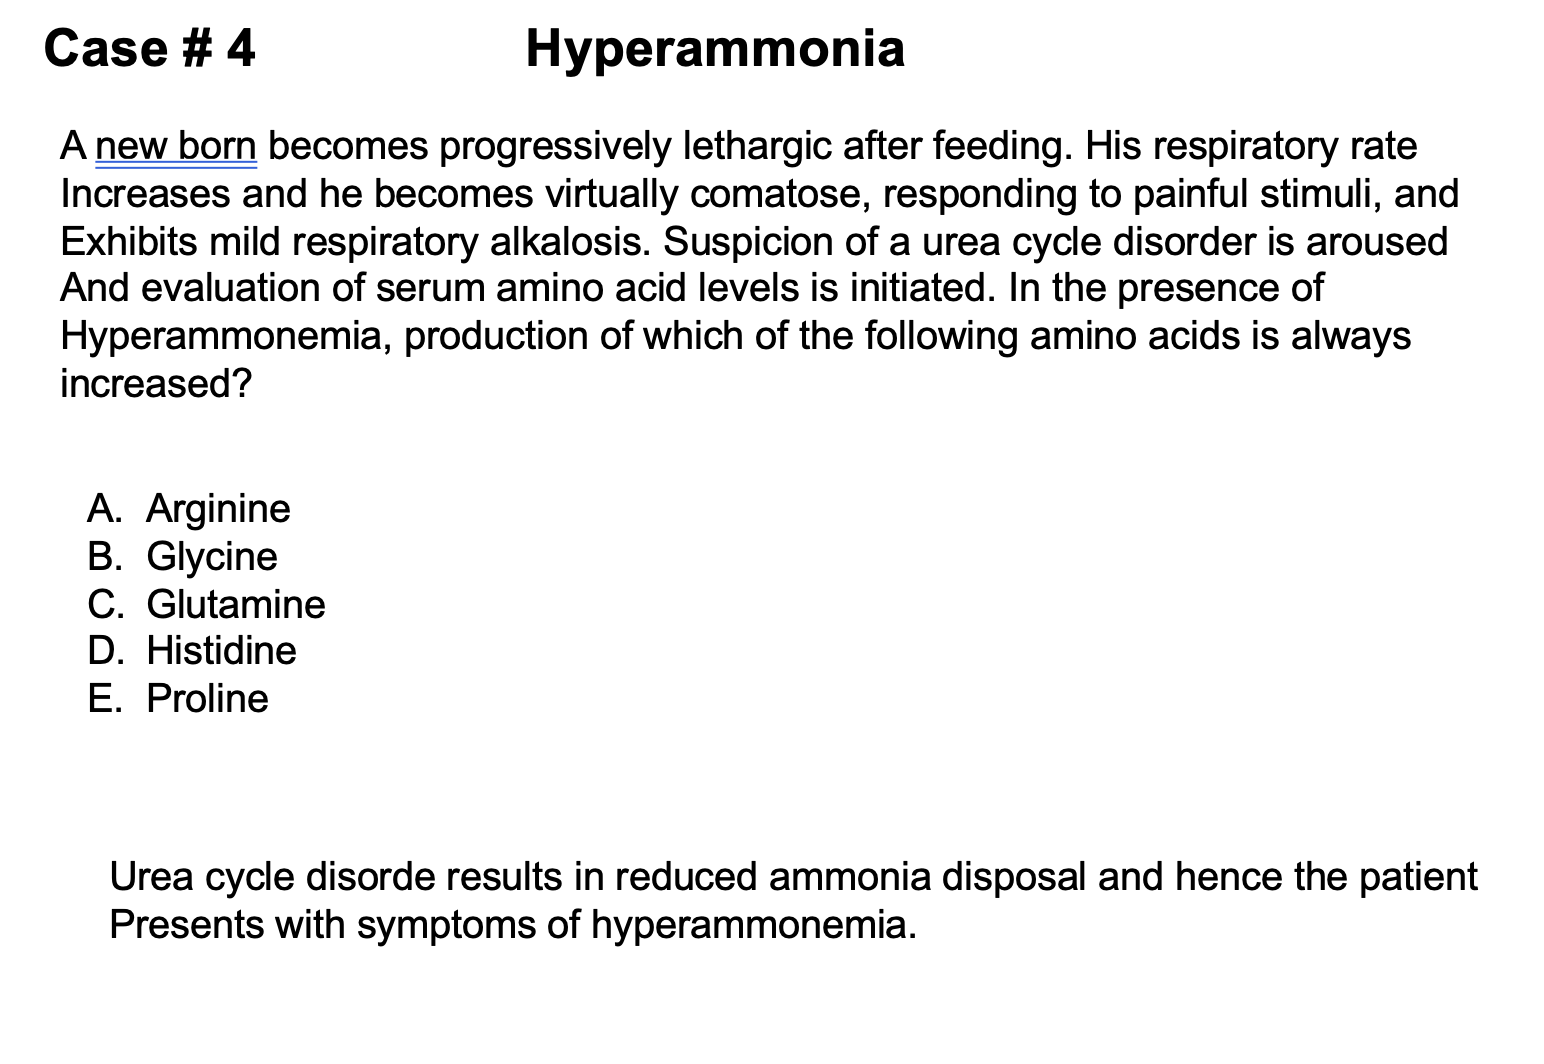 Case # 4 Hyperammonia
A new born becomes progressively lethargic after feeding. His respiratory rate
Increases and he becomes virtually comatose, responding to painful stimuli, and
Exhibits mild respiratory alkalosis. Suspicion of a urea cycle disorder is aroused
And evaluation of serum amino acid levels is initiated. In the presence of
Hyperammonemia, production of which of the following amino acids is always
increased?
A. Arginine
B. Glycine
C. Glutamine
D. Histidine
E. Proline
Urea cycle disorde results in reduced ammonia disposal and hence the patient
Presents with symptoms of hyperammonemia.